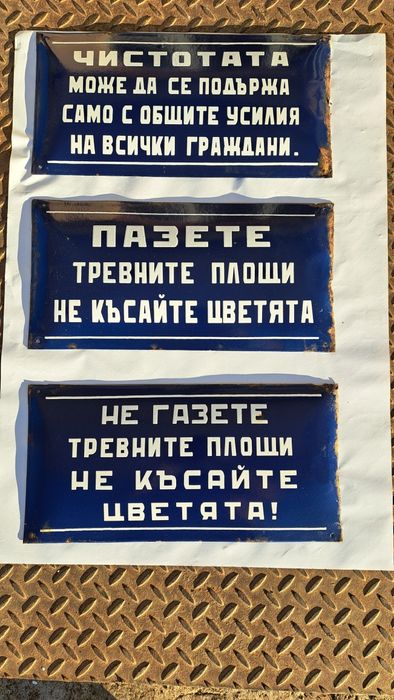 ЧИСТОТАТА
МОЖЕ ДА СЕ ПОДЪРЖА
САМО С ОБЩИТЕ УСИЛИЯ
НА ВСИЧКИ ГРАЖДАНИ.
ПАЗЕТЕ
ТРЕВНИТЕ ПЛОЩИ
НЕ КЪСАЙТЕ ЦВЕТЯТА
НЕ ГАЗЕТЕ
ТРЕВНИТЕ ПЛОЩИ
НЕ КЪСАЙТЕ
ЦВЕТЯТА!